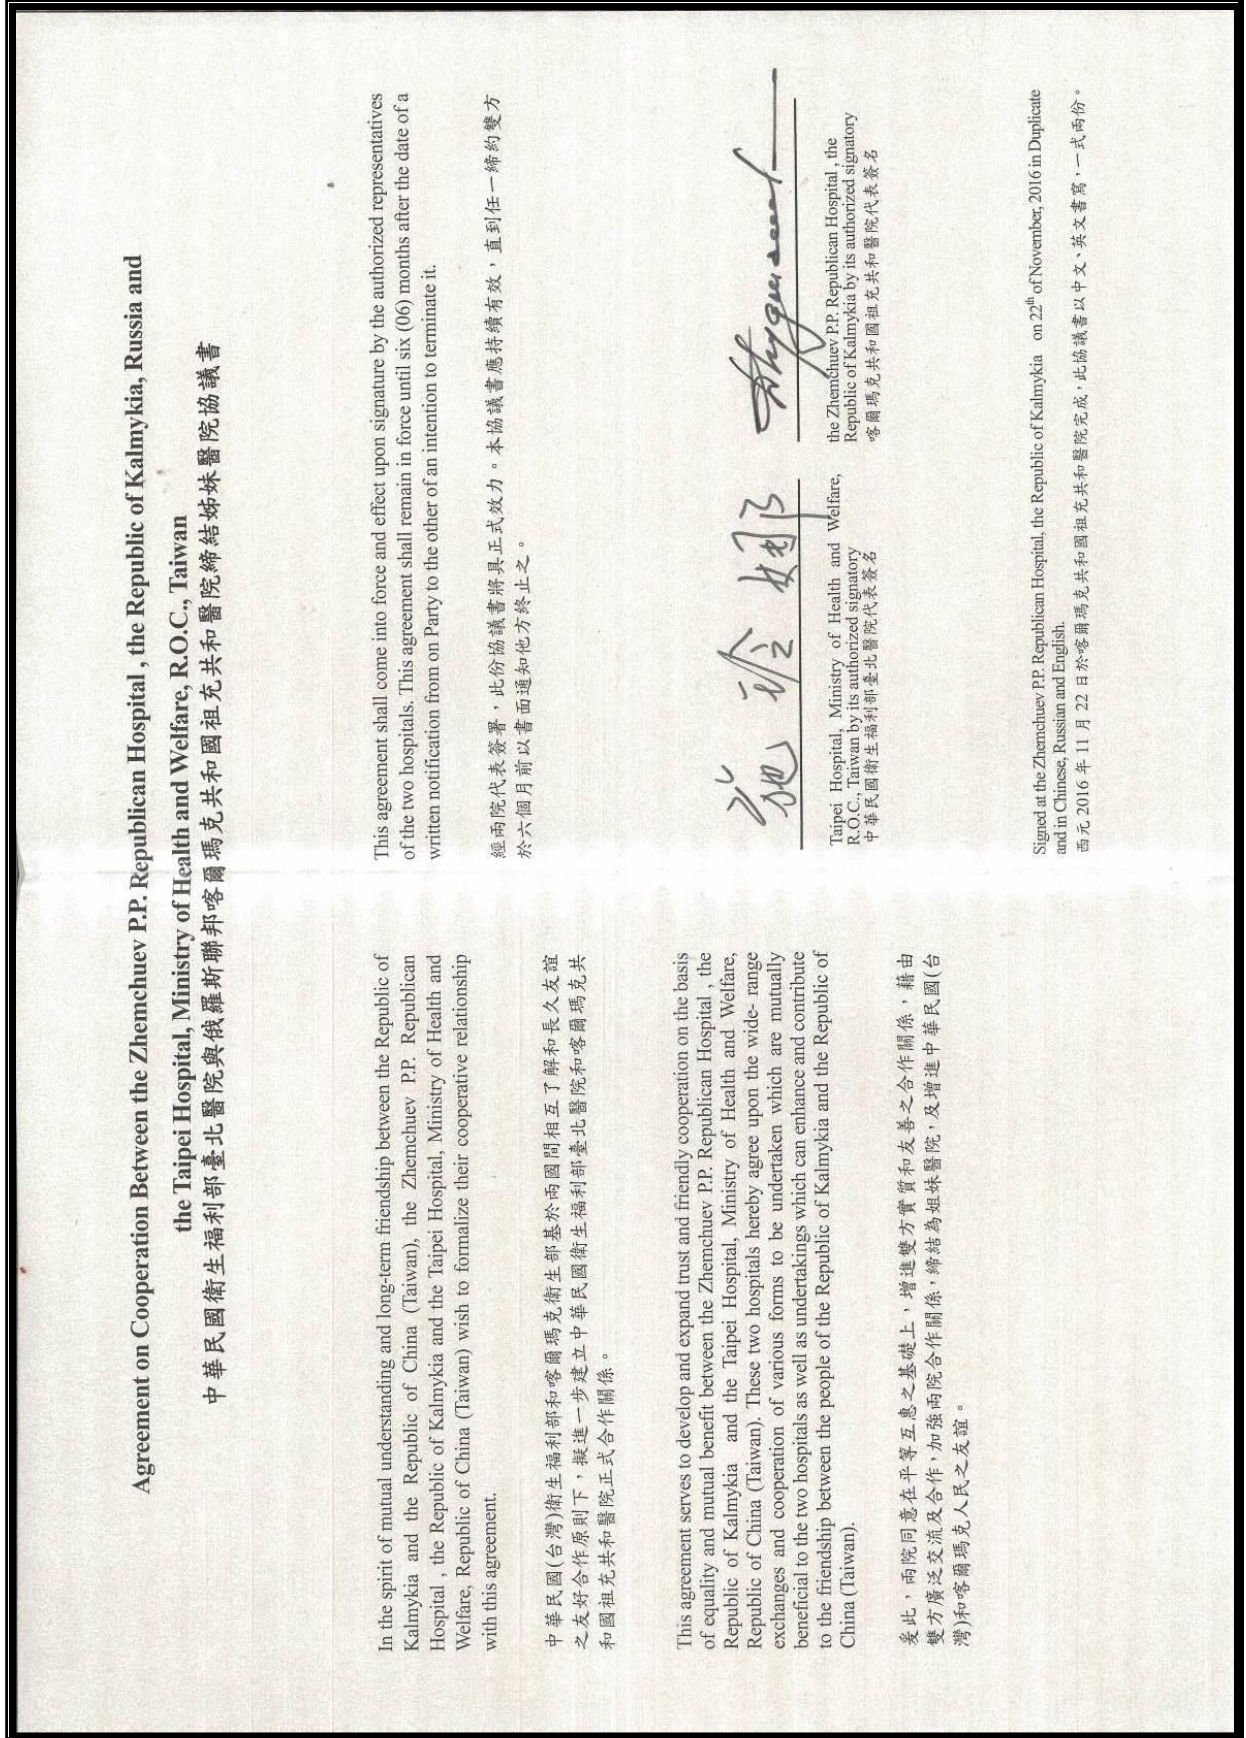 Agreement on Cooperation Between the Zhemchuev P.P. Republican Hospital , the Republic of Kalmykia, Russia and
the Taipei Hospital, Ministry of Health and Welfare, R.O.C., Taiwan
中華民國衛生福利部臺北醫院與俄羅斯聯邦喀爾瑪克共和國祖充共和醫院締結姊妹醫院協議書
In the spirit of mutual understanding and long-term friendship between the Republic of
Kalmykia and the Republic of China (Taiwan), the Zhemchuev P.P. Republican
Hospital , the Republic of Kalmykia and the Taipei Hospital, Ministry of Health and
Welfare, Republic of China (Taiwan) wish to formalize their cooperative relationship
with this agreement.
中華民國(台灣)衛生福利部和喀爾瑪克衛生部基於兩國間相互了解和長久友誼
之友好合作原則下，擬進一步建立中華民國衛生福利部臺北醫院和喀爾瑪克共
和國祖充共和醫院正式合作關係。
This agreement serves to develop and expand trust and friendly cooperation on the basis
of equality and mutual benefit between the Zhemchuev P.P. Republican Hospital , the
Republic of Kalmykia and the Taipei Hospital, Ministry of Health and Welfare,
Republic of China (Taiwan). These two hospitals hereby agree upon the wide- range
exchanges and cooperation of various forms to be undertaken which are mutually
beneficial to the two hospitals as well as undertakings which can enhance and contribute
to the friendship between the people of the Republic of Kalmykia and the Republic of
China (Taiwan).
爰此，兩院同意在平等互惠之基礎上，增進雙方實質和友善之合作關係，藉由
雙方廣泛交流及合作，加強兩院合作關係，締結為姐妹醫院，及增進中華民國(台
灣)和喀爾瑪克人民之友誼。
This agreement shall come into force and effect upon signature by the authorized representatives
of the two hospitals. This agreement shall remain in force until six (06) months after the date of a
written notification from on Party to the other of an intention to terminate it.
經兩院代表簽署，此份協議書將具正式效力。本協議書應持續有效，直到任一締約雙方
於六個月前以書面通知他方終止之。
Taipei Hospital, Ministry of Health and Welfare,
R.O.C., Taiwan by its authorized signatory
中華民國衛生福利部臺北醫院代表簽名
the Zhemchuev P.P. Republican Hospital , the
Republic of Kalmykia by its authorized signatory
喀爾瑪克共和國祖充共和醫院代表簽名
Signed at the Zhemchuev P.P. Republican Hospital, the Republic of Kalmykia on 22th of November, 2016 in Duplicate
and in Chinese, Russian and English.
西元 2016 年 11 月 22 日於喀爾瑪克共和國祖充共和醫院完成，此協議書以中文、英文書寫，一式兩份。